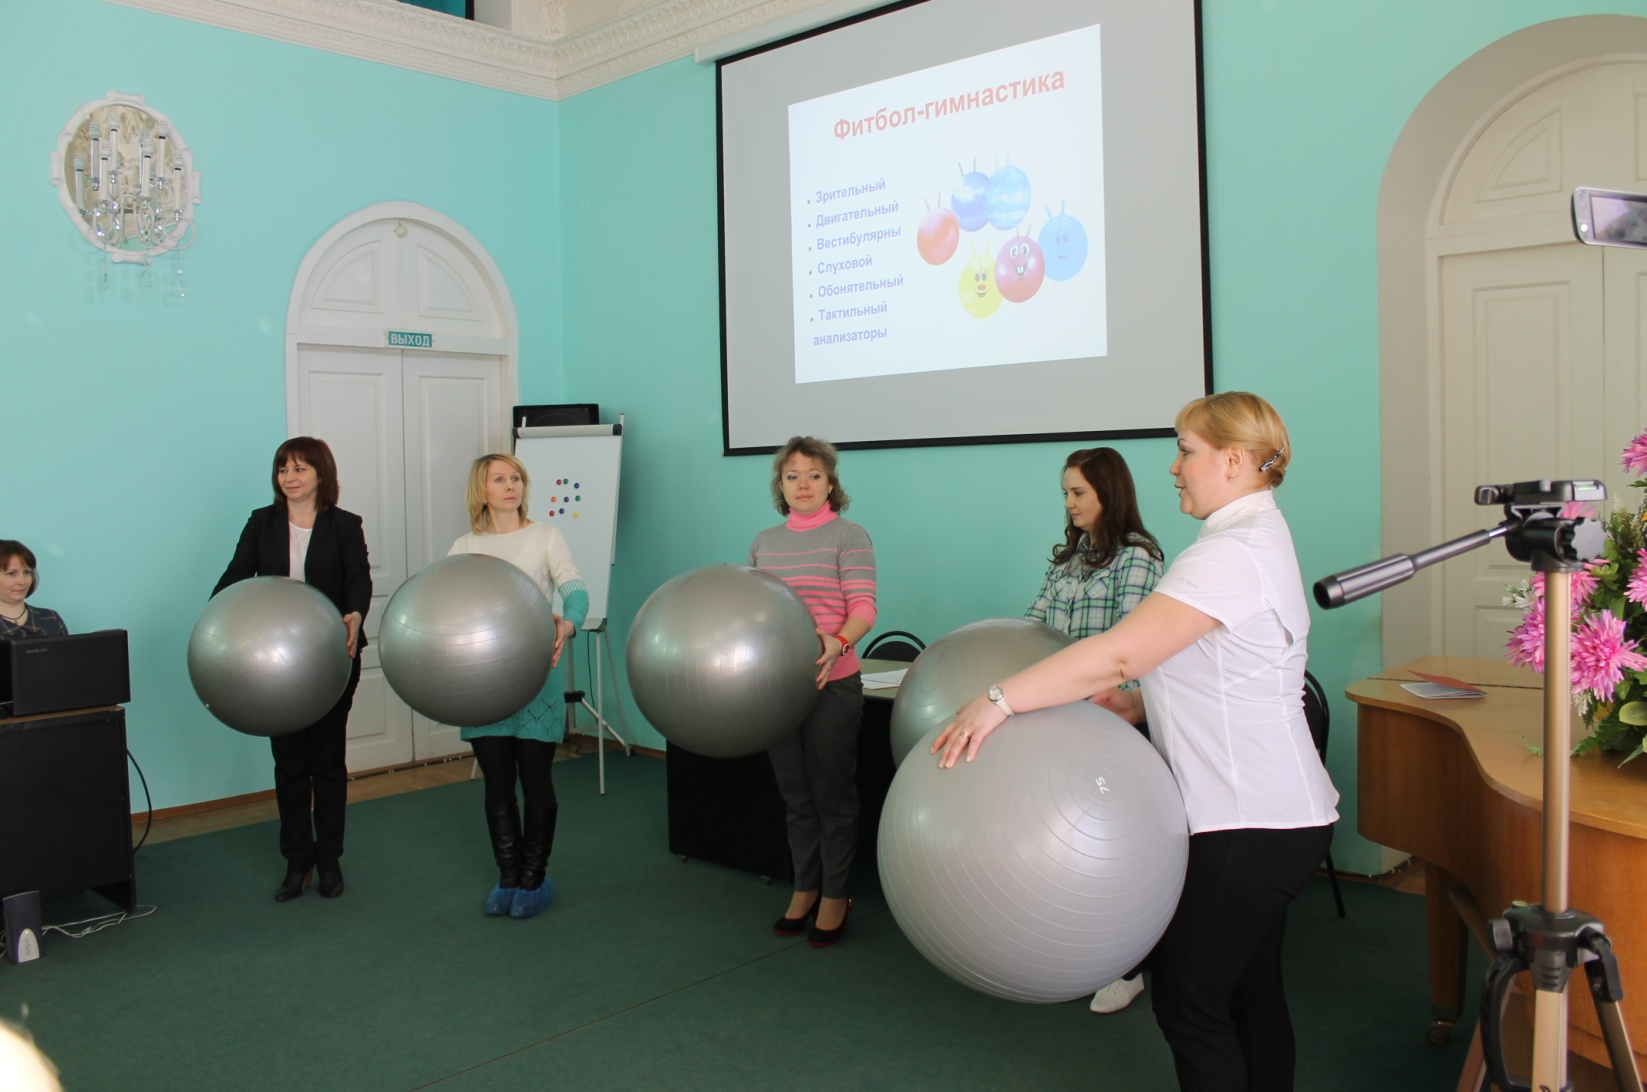 Фитбол-гимнастика
• Зрительный
• Двигательный
• Вестибулярны
• Слуховой
• Обонятельный
• Тактильный
анализаторы
ВЫХОД
75